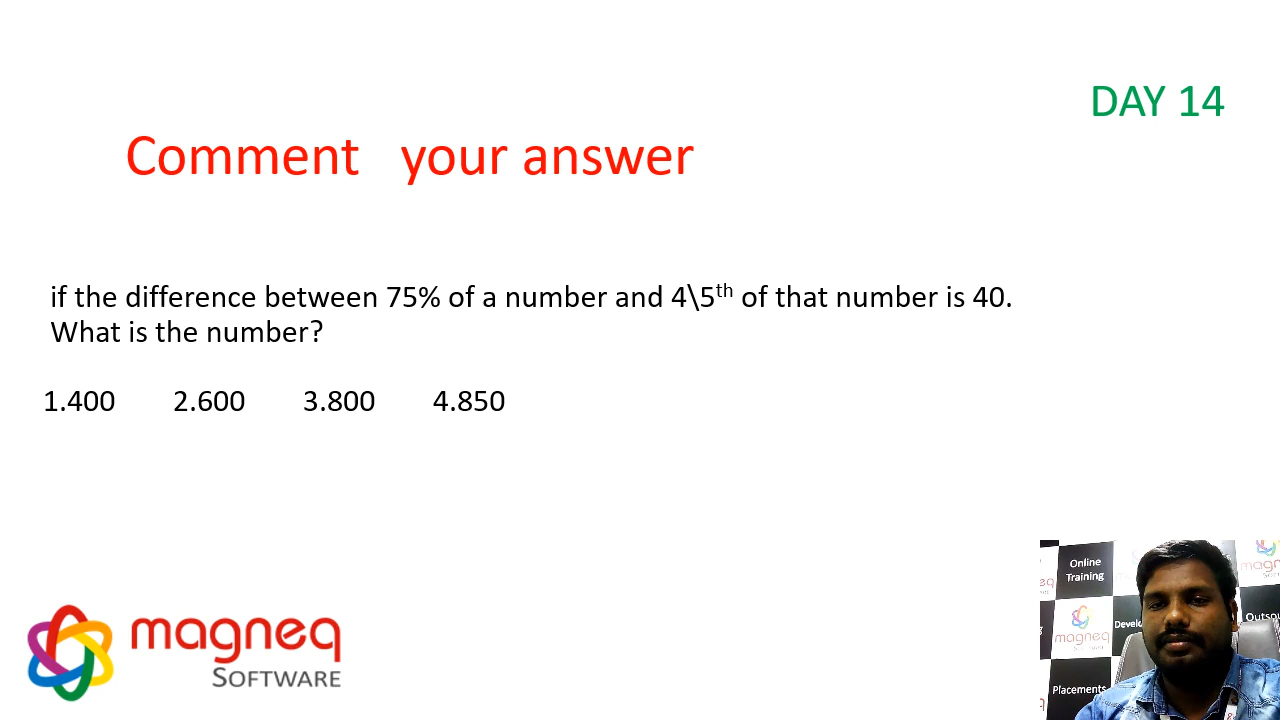 DAY 14
Comment your answer
if the difference between 75% of a number and 4\5th of that number is 40.
What is the number?
1.400 2.600 3.800 4.850
magneq
SOFTWARE
Online
Training
magneq
Placements